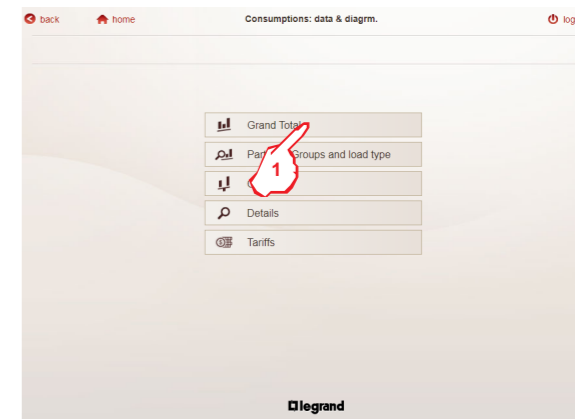 back
home
Consumptions: data & diagrm.
log
Grand Total
Groups and load type
1
Details
Tariffs
legrand